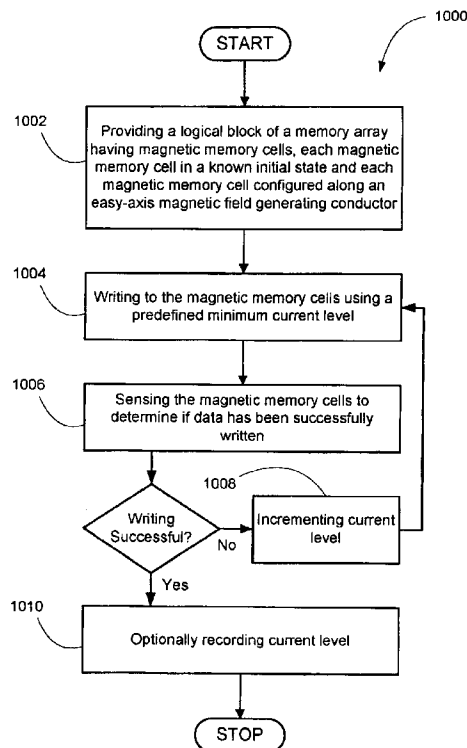 1000
START
1002
Providing a logical block of a memory array
having magnetic memory cells, each magnetic
memory cell in a known initial state and each
magnetic memory cell configured along an
easy-axis magnetic field generating conductor
1004
Writing to the magnetic memory cells using a
predefined minimum current level
1006
Sensing the magnetic memory cells to
determine if data has been successfully
written
1008
Writing
Successful?
No
Incrementing current
level
Yes
1010
Optionally recording current level
STOP